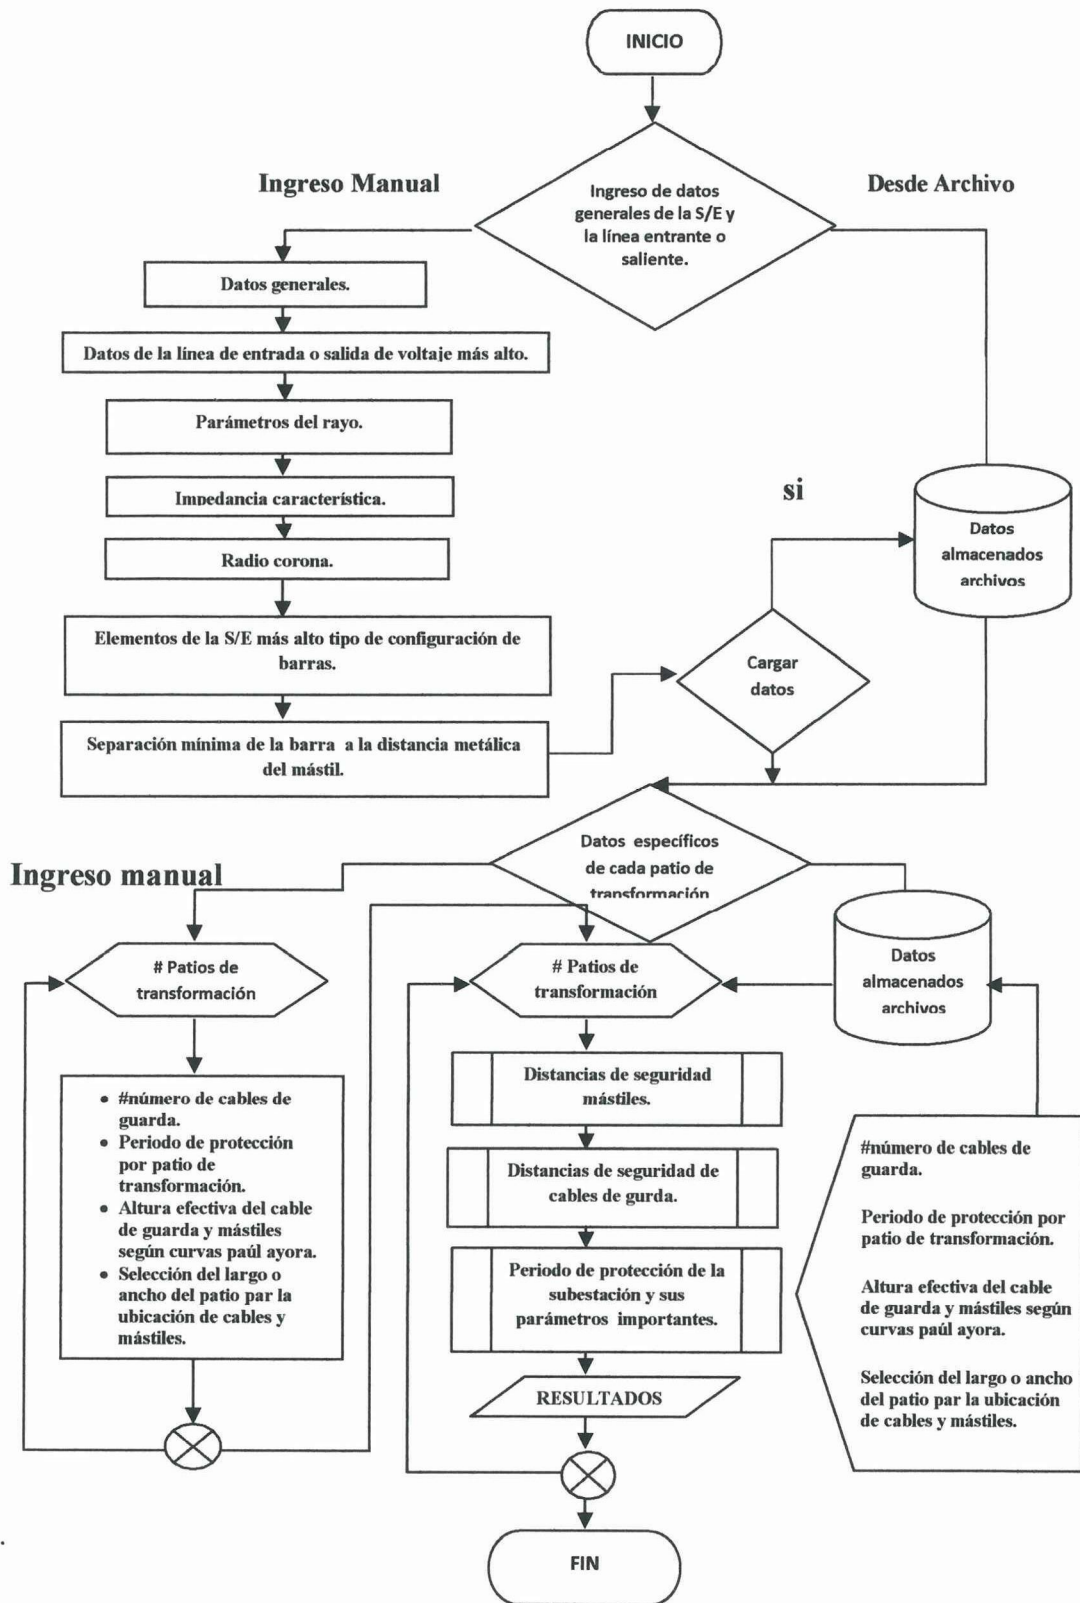 INICIO
Ingreso Manual
Desde Archivo
Ingreso de datos
generales de la S/E y
la línea entrante o
saliente.
Datos generales.
Datos de la línea de entrada o salida de voltaje más alto.
Parámetros del rayo.
Impedancia característica.
Radio corona.
Elementos de la S/E más alto tipo de configuración de
barras.
Separación mínima de la barra a la distancia metálica
del mástil.
si
Cargar
datos
Datos
almacenados
archivos
Datos específicos
de cada patio de
transformación
Ingreso manual
# Patios de
transformación
• #número de cables de
guarda.
• Periodo de protección
por patio de
transformación.
• Altura efectiva del cable
de guarda y mástiles
según curvas paúl ayora.
• Selección del largo o
ancho del patio par la
ubicación de cables y
mástiles.
# Patios de
transformación
Distancias de seguridad
mástiles.
Distancias de seguridad de
cables de gurda.
Periodo de protección de la
subestación y sus
parámetros importantes.
RESULTADOS
FIN
Datos
almacenados
archivos
#número de cables de
guarda.
Periodo de protección por
patio de transformación.
Altura efectiva del cable
de guarda y mástiles según
curvas paúl ayora.
Selección del largo o ancho
del patio par la ubicación
de cables y mástiles.